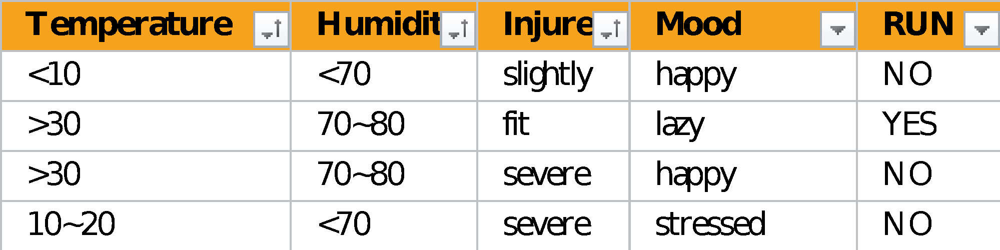 Temperature Humidit Injure Mood RUN
<10 <70 slightly happy NO
>30 70~80 fit lazy YES
>30 70~80 severe happy NO
10~20 <70 severe stressed NO